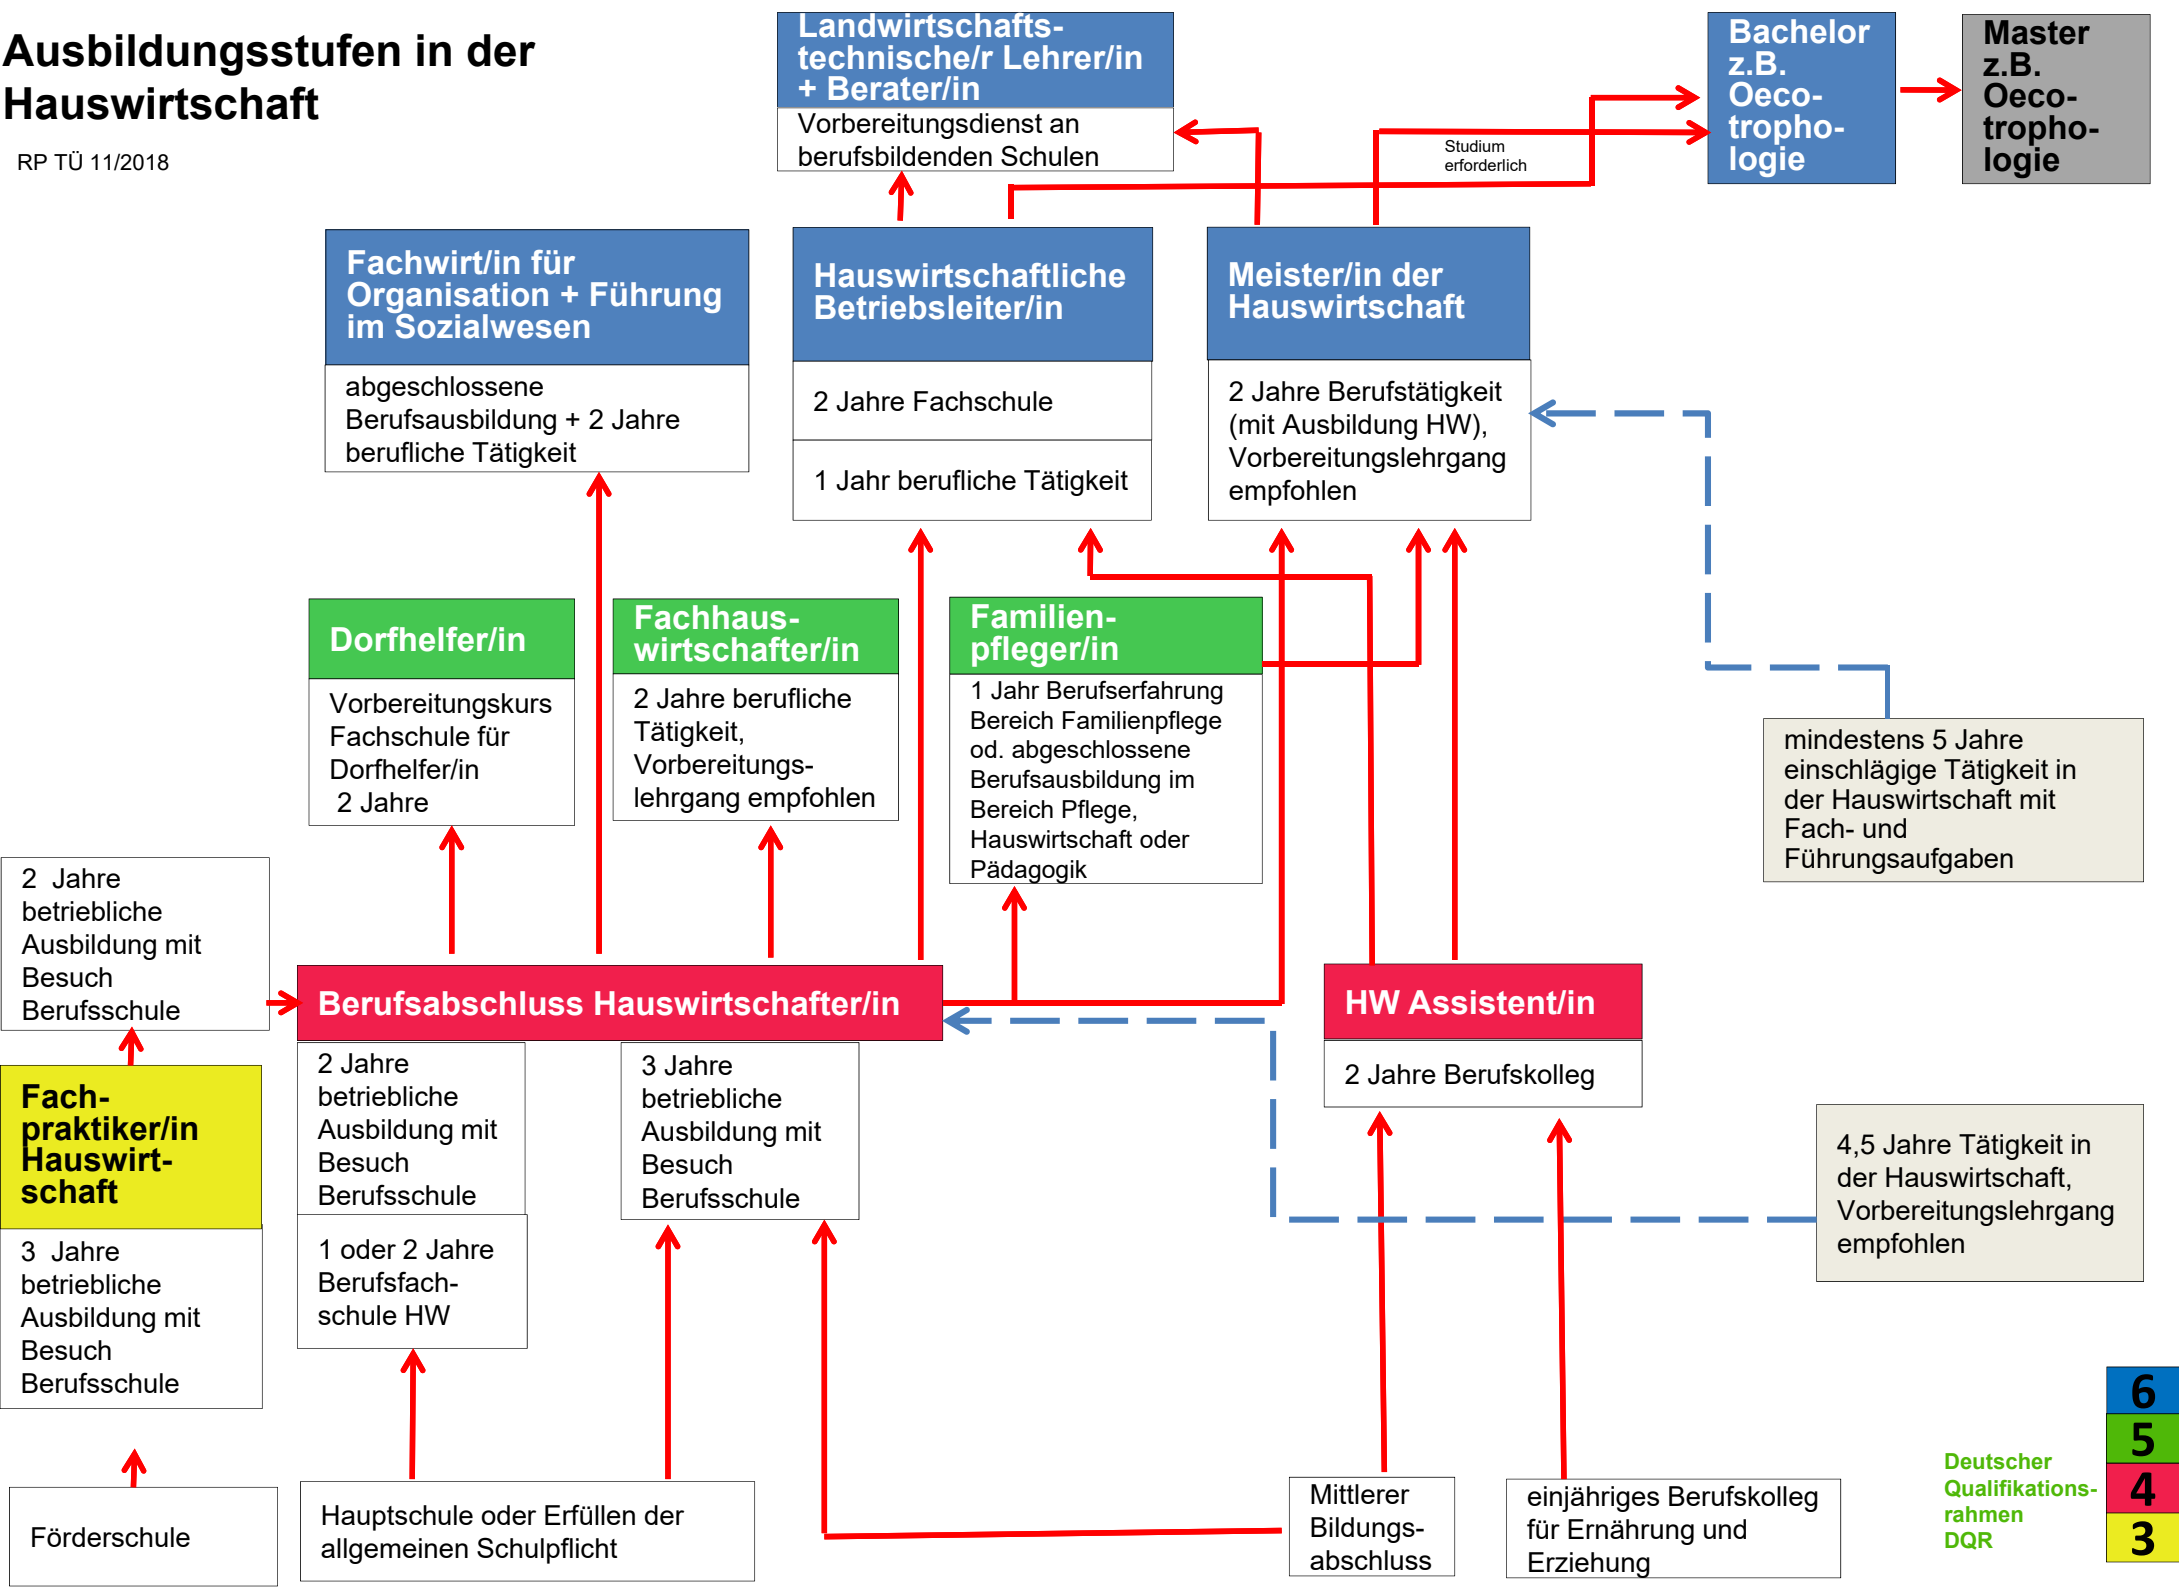 Ausbildungsstufen in der
Hauswirtschaft
RP TÜ 11/2018
Landwirtschafts-
technische/r Lehrer/in
+ Berater/in
Vorbereitungsdienst an
berufsbildenden Schulen
Studium
erforderlich
Bachelor
z.B.
Oeco-
tropho-
logie
Master
z.B.
Oeco-
tropho-
logie
Fachwirt/in für
Organisation + Führung
im Sozialwesen
abgeschlossene
Berufsausbildung + 2 Jahre
berufliche Tätigkeit
Hauswirtschaftliche
Betriebsleiter/in
2 Jahre Fachschule
1 Jahr berufliche Tätigkeit
Meister/in der
Hauswirtschaft
2 Jahre Berufstätigkeit
(mit Ausbildung HW),
Vorbereitungslehrgang
empfohlen
Dorfhelfer/in
Vorbereitungskurs
Fachschule für
Dorfhelfer/in
2 Jahre
Fachhaus-
wirtschafter/in
2 Jahre berufliche
Tätigkeit,
Vorbereitungs-
lehrgang empfohlen
Familien-
pfleger/in
1 Jahr Berufserfahrung
Bereich Familienpflege
od. abgeschlossene
Berufsausbildung im
Bereich Pflege,
Hauswirtschaft oder
Pädagogik
mindestens 5 Jahre
einschlägige Tätigkeit in
der Hauswirtschaft mit
Fach- und
Führungsaufgaben
2 Jahre
betriebliche
Ausbildung mit
Besuch
Berufsschule
Berufsabschluss Hauswirtschafter/in
HW Assistent/in
2 Jahre Berufskolleg
Fach-
praktiker/in
Hauswirt-
schaft
3 Jahre
betriebliche
Ausbildung mit
Besuch
Berufsschule
2 Jahre
betriebliche
Ausbildung mit
Besuch
Berufsschule
1 oder 2 Jahre
Berufsfach-
schule HW
3 Jahre
betriebliche
Ausbildung mit
Besuch
Berufsschule
4,5 Jahre Tätigkeit in
der Hauswirtschaft,
Vorbereitungslehrgang
empfohlen
Förderschule
Hauptschule oder Erfüllen der
allgemeinen Schulpflicht
Mittlerer
Bildungs-
abschluss
einjähriges Berufskolleg
für Ernährung und
Erziehung
Deutscher
Qualifikations-
rahmen
DQR
6
5
4
3